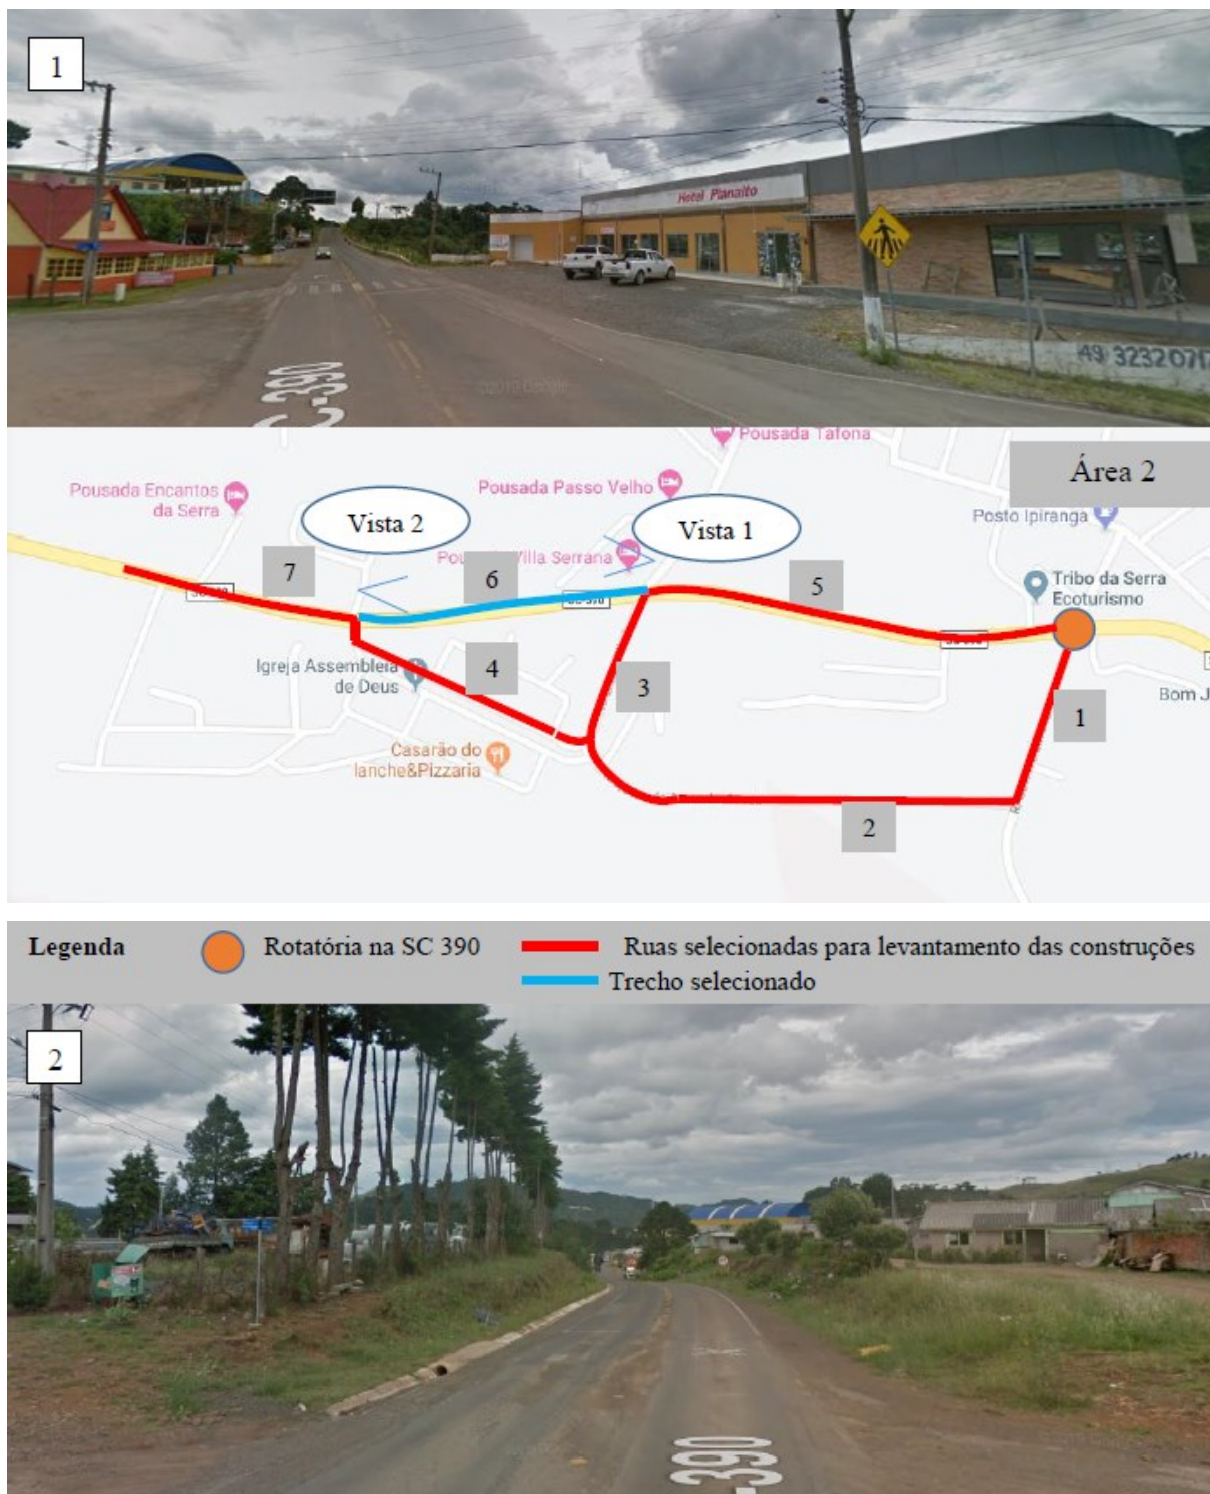 1
Hotel Planalto
49 32320717
C-390
©2019 Google
Pousada Tafona
Área 2
Pousada Encantos
da Serra
Pousada Passo Velho
Posto Ipiranga
Vista 2
Vista 1
Villa Serrana
7
6
5
Tribo da Serra
Ecoturismo
Igreja Assembleia
de Deus
4
3
1
Bom J
Casarão do
lanche&Pizzaria
2
Legenda
Rotatória na SC 390
Ruas selecionadas para levantamento das construções
Trecho selecionado
2
-390